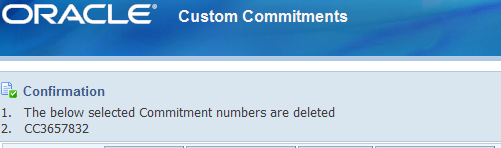 ORACLE® Custom Commitments
Confirmation
1. The below selected Commitment numbers are deleted
2. CC3657832